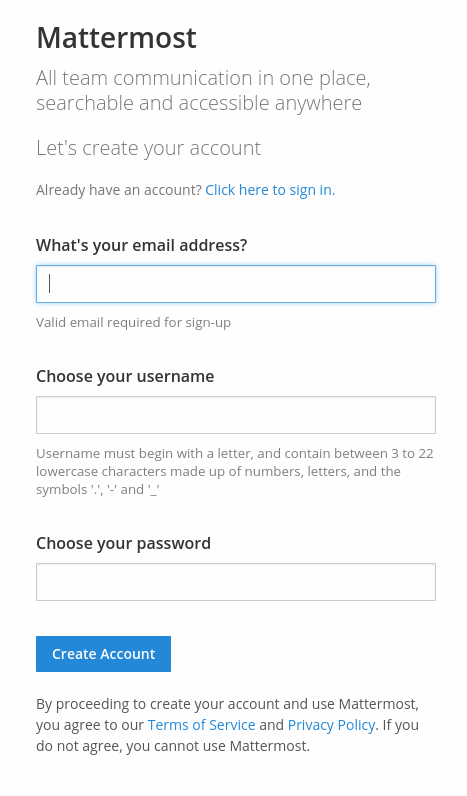 Mattermost
All team communication in one place,
searchable and accessible anywhere
Let's create your account
Already have an account? Click here to sign in.
What's your email address?
Valid email required for sign-up
Choose your username
Username must begin with a letter, and contain between 3 to 22
lowercase characters made up of numbers, letters, and the
symbols '.', '-' and '_'
Choose your password
Create Account
By proceeding to create your account and use Mattermost,
you agree to our Terms of Service and Privacy Policy. If you
do not agree, you cannot use Mattermost.